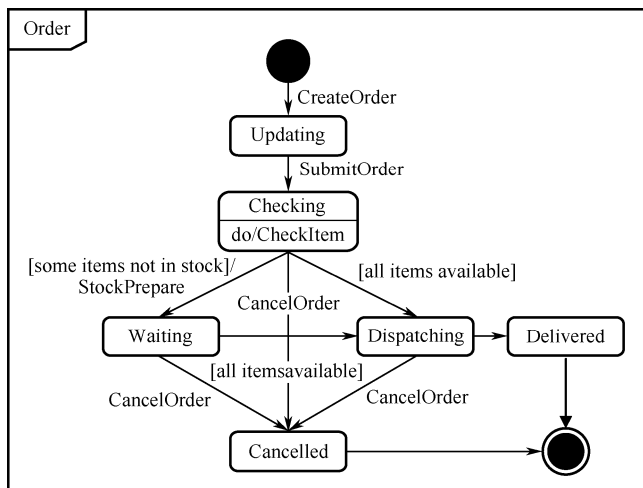 Order
CreateOrder
Updating
SubmitOrder
Checking
do/CheckItem
[some items not in stock]/
StockPrepare
[all items available]
CancelOrder
Waiting
Dispatching
Delivered
[all itemsavailable]
CancelOrder
CancelOrder
Cancelled